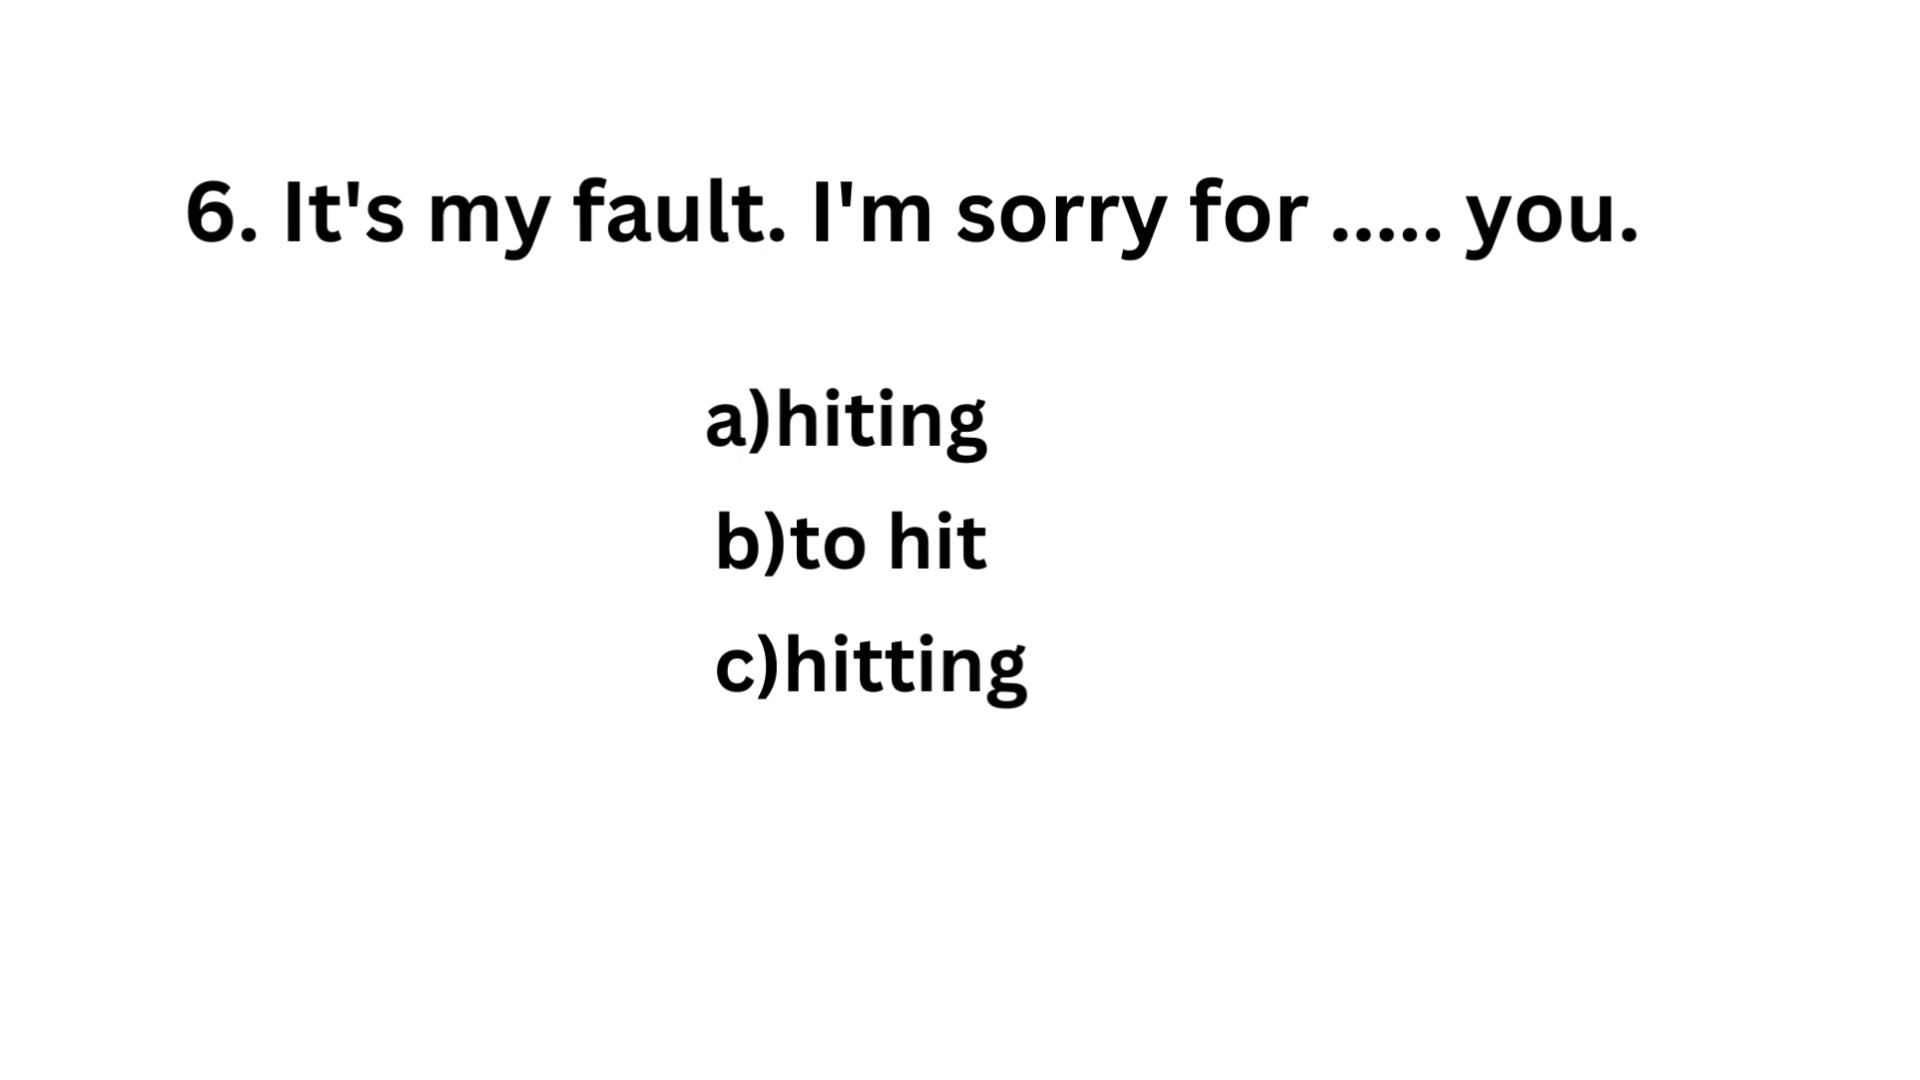 6. It's my fault. I'm sorry for ..... you.
a)hiting
b)to hit
c)hitting